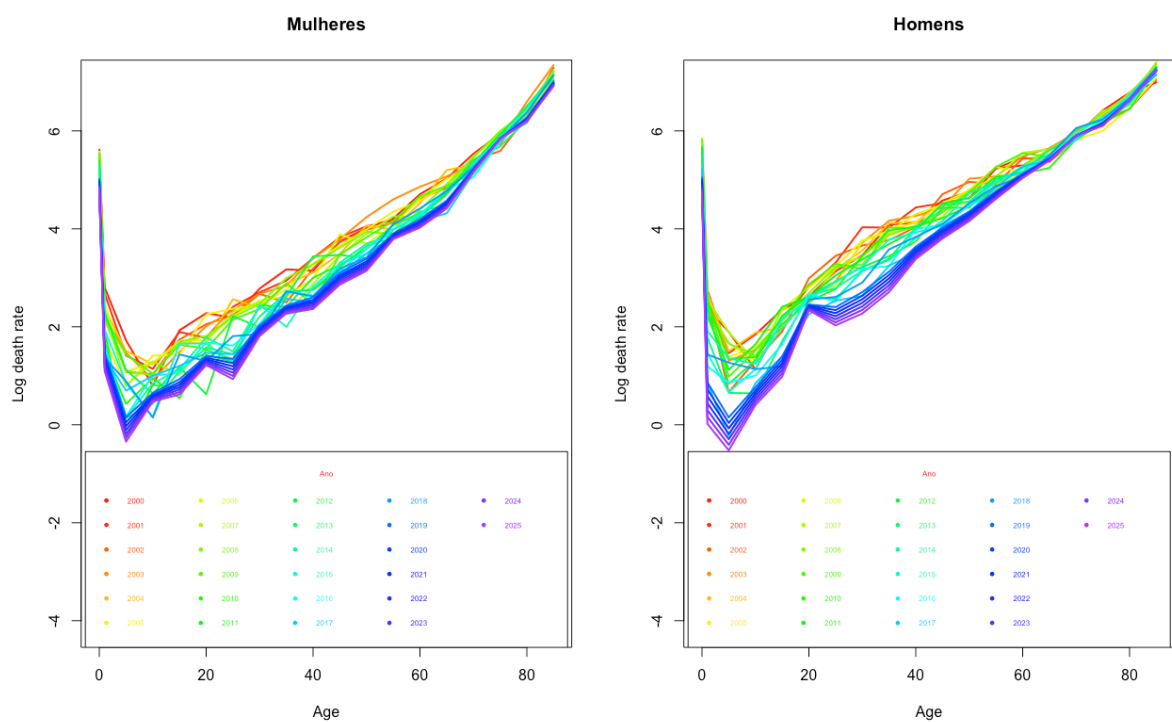 Mulheres
Log death rate
6
4
2
0
-2
-4
Ano
2000 2006 2012 2018 2024
2001 2007 2013 2019 2025
2002 2008 2014 2020
2003 2009 2015 2021
2004 2010 2016 2022
2005 2011 2017 2023
0 20 40 60 80
Age
Homens
Log death rate
6
4
2
0
-2
-4
Ano
2000 2006 2012 2018 2024
2001 2007 2013 2019 2025
2002 2008 2014 2020
2003 2009 2015 2021
2004 2010 2016 2022
2005 2011 2017 2023
0 20 40 60 80
Age